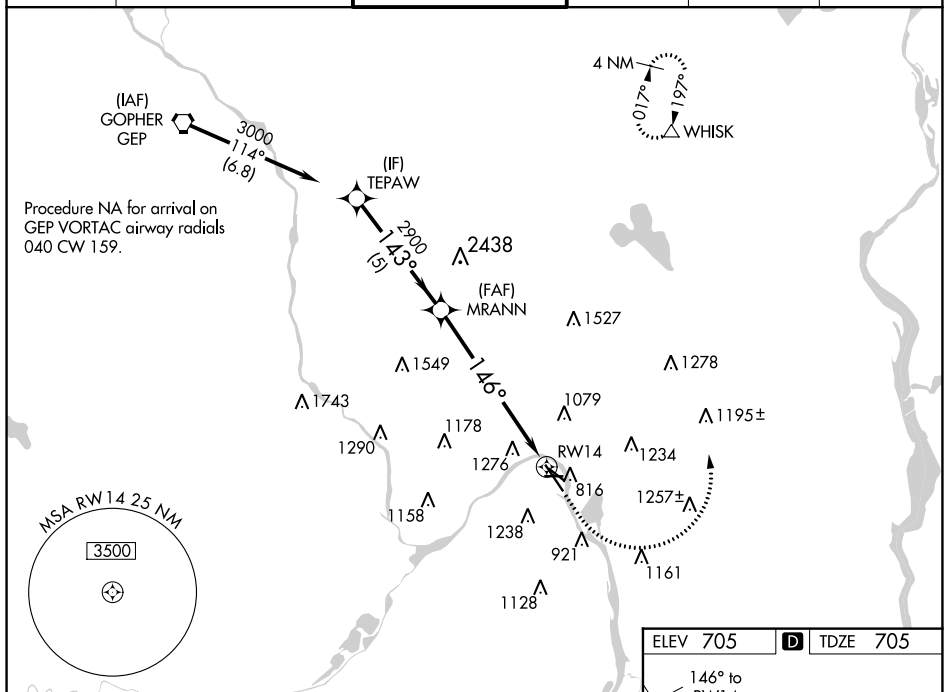 4 NM
017°
197°
WHISK
(IAF)
GOPHER
GEP
3000
114°
(6.8)
(IF)
TEPAW
Procedure NA for arrival on
GEP VORTAC airway radials
040 CW 159.
2900
143°
(5)
2438
(FAF)
MRANN
1527
1549
1278
146°
1743
1079
1195±
1290
1178
1276
RW14
1234
816
1257±
1158
1238
921
1161
1128
MSA RW14 25 NM
3500
ELEV 705 D TDZE 705
146° to